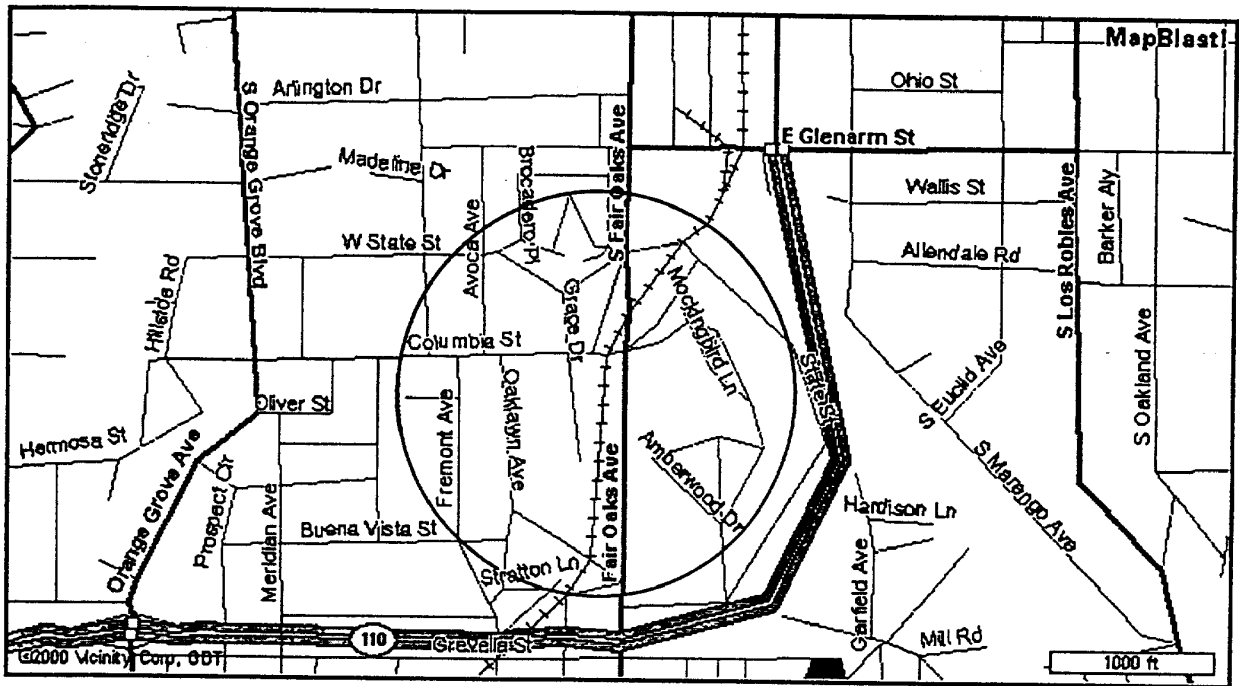 MapBlast!
Arlington Dr
Ohio St
Stoneridge Dr
S Orange Grove Blvd
S Fair Oaks Ave
E Glenarm St
Madeline Dr
Brocadero Pl
Wallis St
Barker Aly
Avoca Ave
W State St
Allendale Rd
S Los Robles Ave
Hillside Rd
Grace Dr
Mockingbird Ln
Columbia St
State St
S Euclid Ave
S Oakland Ave
Oliver St
Oaklawn Ave
Fremont Ave
Hermosa St
Amberwood Dr
S Marengo Ave
Orange Grove Ave
Prospect Cir
Meridian Ave
Fair Oaks Ave
Hardison Ln
Buena Vista St
Stratton Ln
Garfield Ave
110
Grevelia St
Mill Rd
©2000 Vicinity Corp, GDT
1000 ft